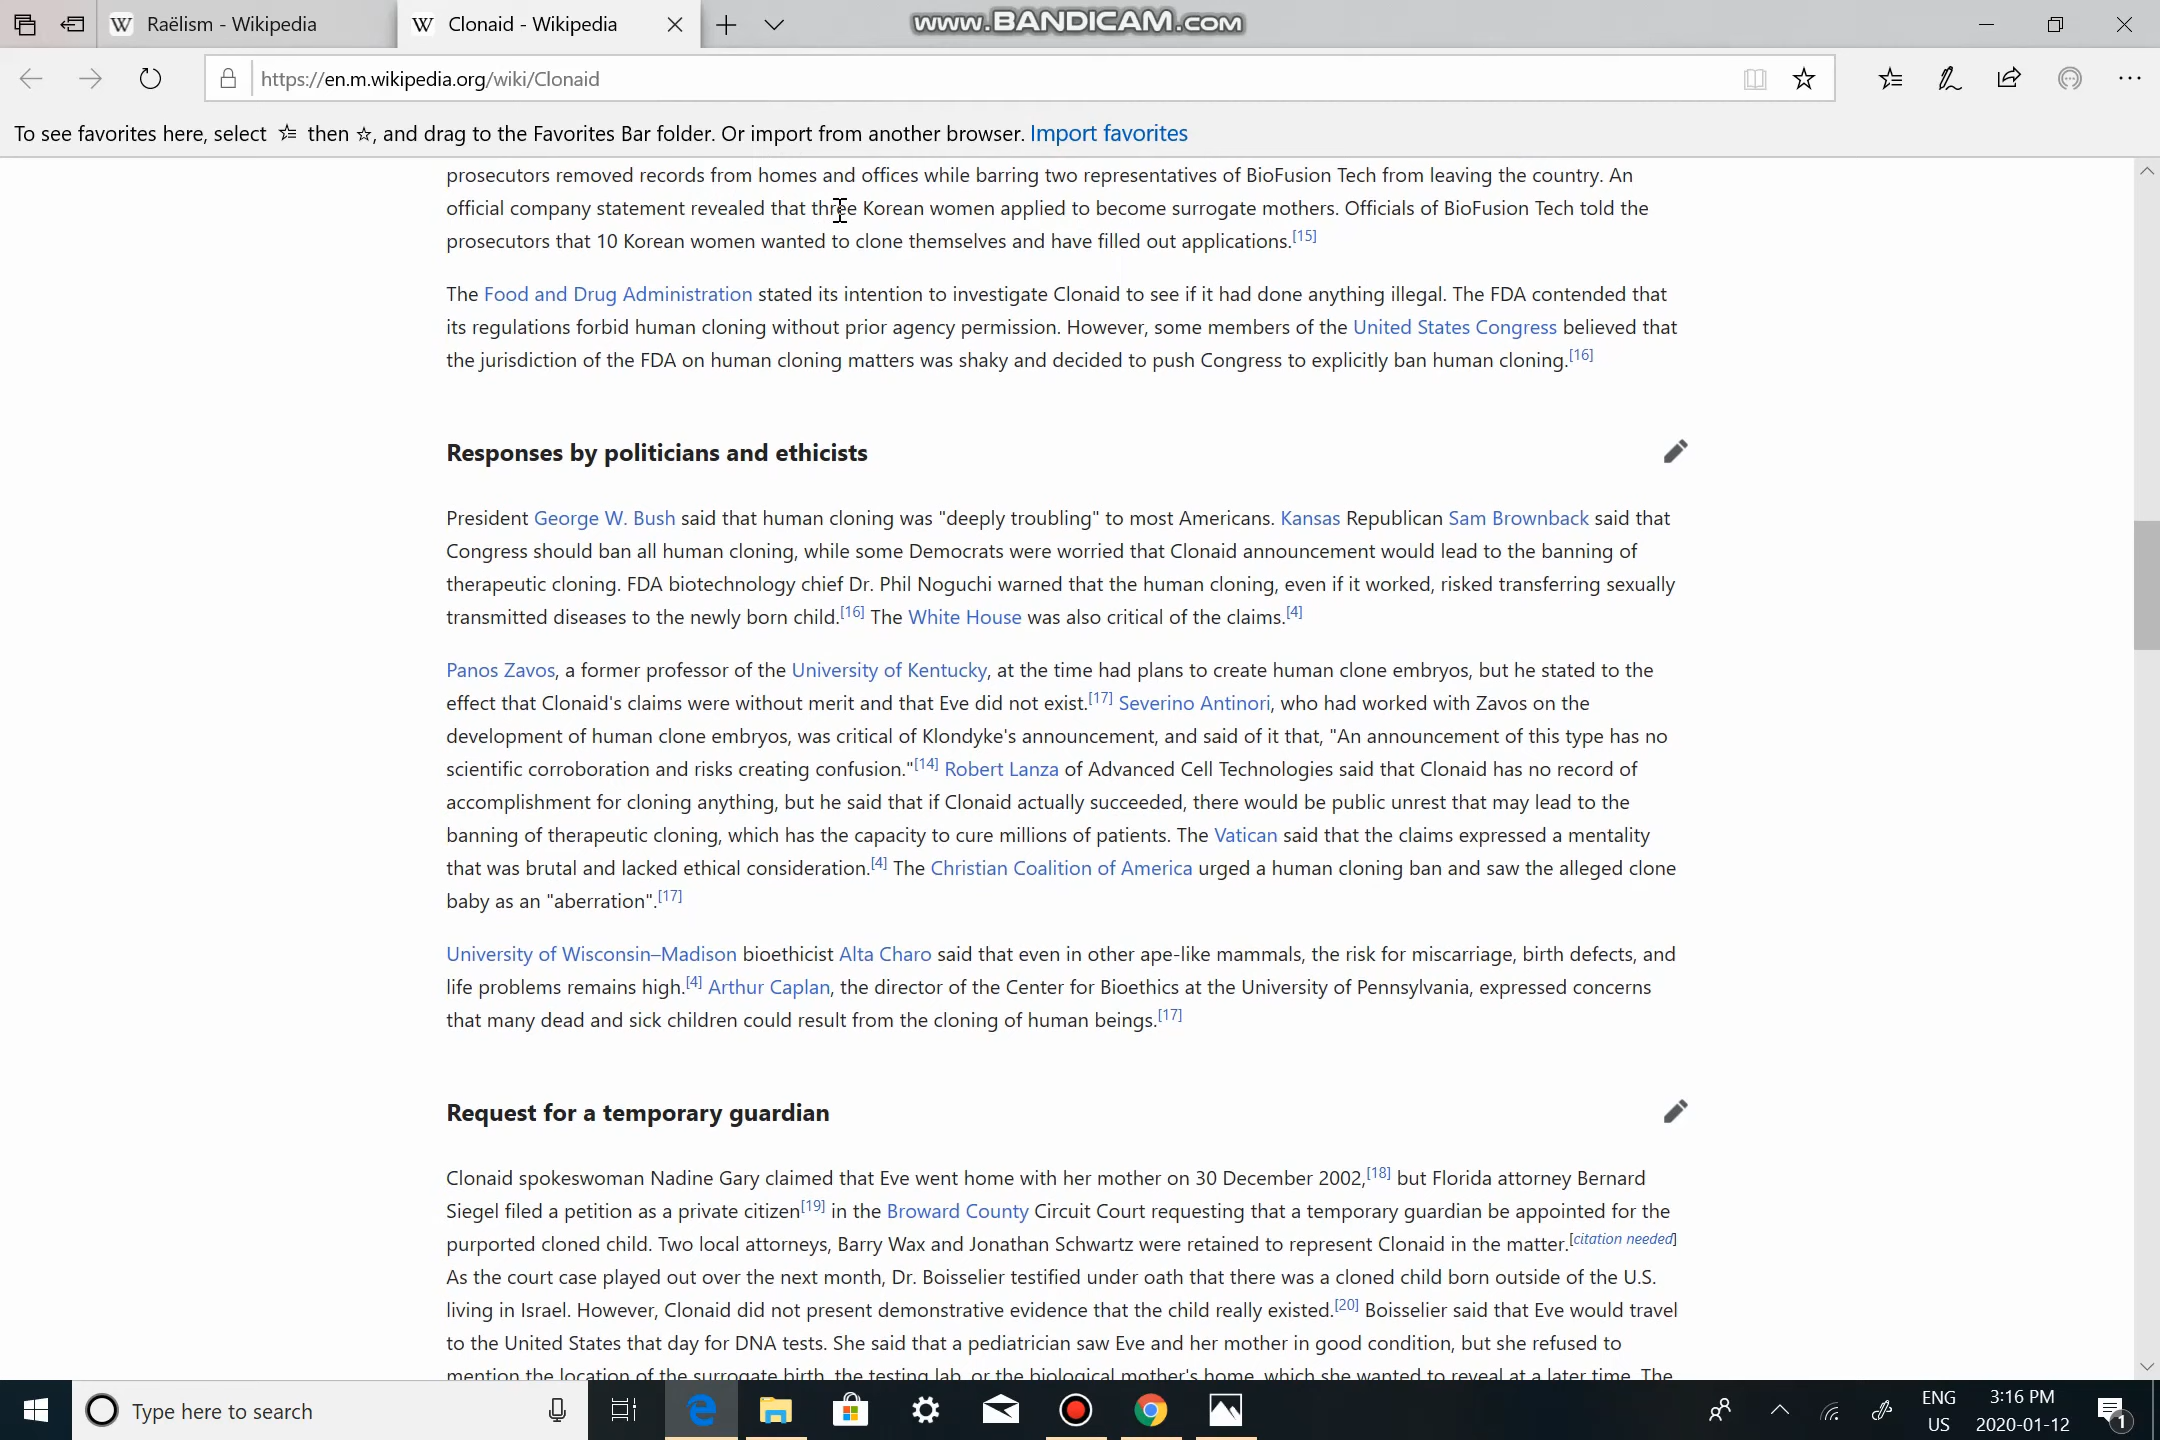 Raëlism - Wikipedia
Clonaid - Wikipedia
www.BANDICAM.com
https://en.m.wikipedia.org/wiki/Clonaid
To see favorites here, select then ☆, and drag to the Favorites Bar folder. Or import from another browser. Import favorites
prosecutors removed records from homes and offices while barring two representatives of BioFusion Tech from leaving the country. An
official company statement revealed that three Korean women applied to become surrogate mothers. Officials of BioFusion Tech told the
prosecutors that 10 Korean women wanted to clone themselves and have filled out applications.[15]
The Food and Drug Administration stated its intention to investigate Clonaid to see if it had done anything illegal. The FDA contended that
its regulations forbid human cloning without prior agency permission. However, some members of the United States Congress believed that
the jurisdiction of the FDA on human cloning matters was shaky and decided to push Congress to explicitly ban human cloning.[16]
Responses by politicians and ethicists
President George W. Bush said that human cloning was "deeply troubling" to most Americans. Kansas Republican Sam Brownback said that
Congress should ban all human cloning, while some Democrats were worried that Clonaid announcement would lead to the banning of
therapeutic cloning. FDA biotechnology chief Dr. Phil Noguchi warned that the human cloning, even if it worked, risked transferring sexually
transmitted diseases to the newly born child.[16] The White House was also critical of the claims.[4]
Panos Zavos, a former professor of the University of Kentucky, at the time had plans to create human clone embryos, but he stated to the
effect that Clonaid's claims were without merit and that Eve did not exist.[17] Severino Antinori, who had worked with Zavos on the
development of human clone embryos, was critical of Klondyke's announcement, and said of it that, "An announcement of this type has no
scientific corroboration and risks creating confusion."[14] Robert Lanza of Advanced Cell Technologies said that Clonaid has no record of
accomplishment for cloning anything, but he said that if Clonaid actually succeeded, there would be public unrest that may lead to the
banning of therapeutic cloning, which has the capacity to cure millions of patients. The Vatican said that the claims expressed a mentality
that was brutal and lacked ethical consideration.[4] The Christian Coalition of America urged a human cloning ban and saw the alleged clone
baby as an "aberration".[17]
University of Wisconsin–Madison bioethicist Alta Charo said that even in other ape-like mammals, the risk for miscarriage, birth defects, and
life problems remains high.[4] Arthur Caplan, the director of the Center for Bioethics at the University of Pennsylvania, expressed concerns
that many dead and sick children could result from the cloning of human beings.[17]
Request for a temporary guardian
Clonaid spokeswoman Nadine Gary claimed that Eve went home with her mother on 30 December 2002,[18] but Florida attorney Bernard
Siegel filed a petition as a private citizen[19] in the Broward County Circuit Court requesting that a temporary guardian be appointed for the
purported cloned child. Two local attorneys, Barry Wax and Jonathan Schwartz were retained to represent Clonaid in the matter.[citation needed]
As the court case played out over the next month, Dr. Boisselier testified under oath that there was a cloned child born outside of the U.S.
living in Israel. However, Clonaid did not present demonstrative evidence that the child really existed.[20] Boisselier said that Eve would travel
to the United States that day for DNA tests. She said that a pediatrician saw Eve and her mother in good condition, but she refused to
mention the location of the surrogate birth, the testing lab, or the biological mother's home, which she wanted to reveal at a later time. The
Type here to search
ENG
US
3:16 PM
2020-01-12
1